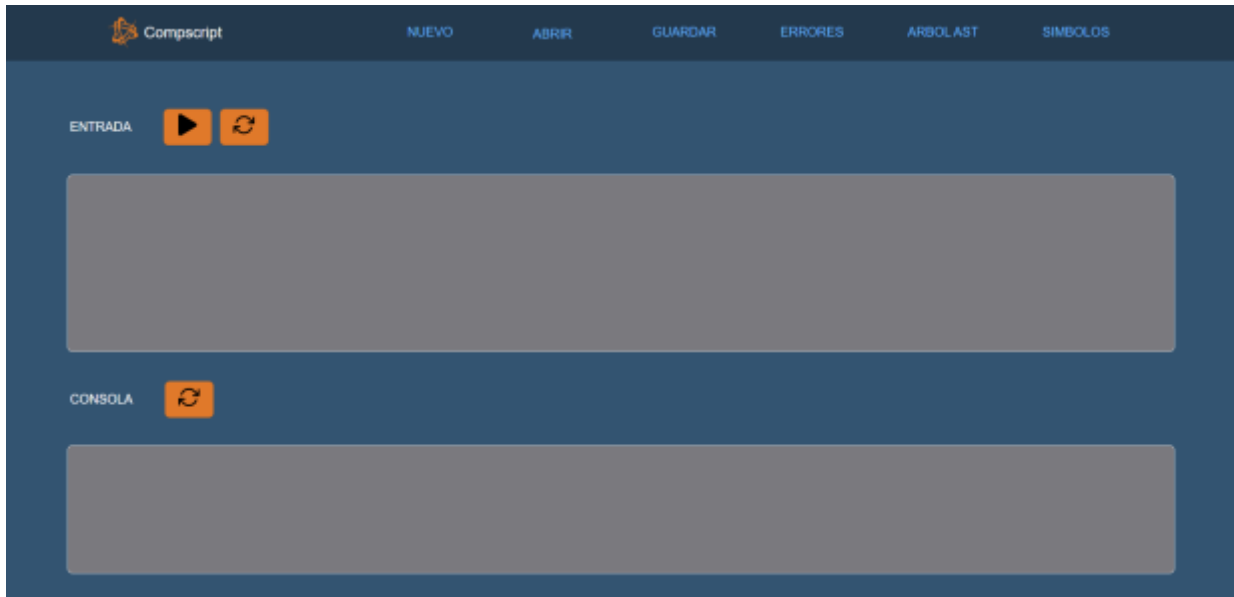 Compscript NUEVO ABRIR GUARDAR ERRORES ARBOL AST SIMBOLOS
ENTRADA
CONSOLA